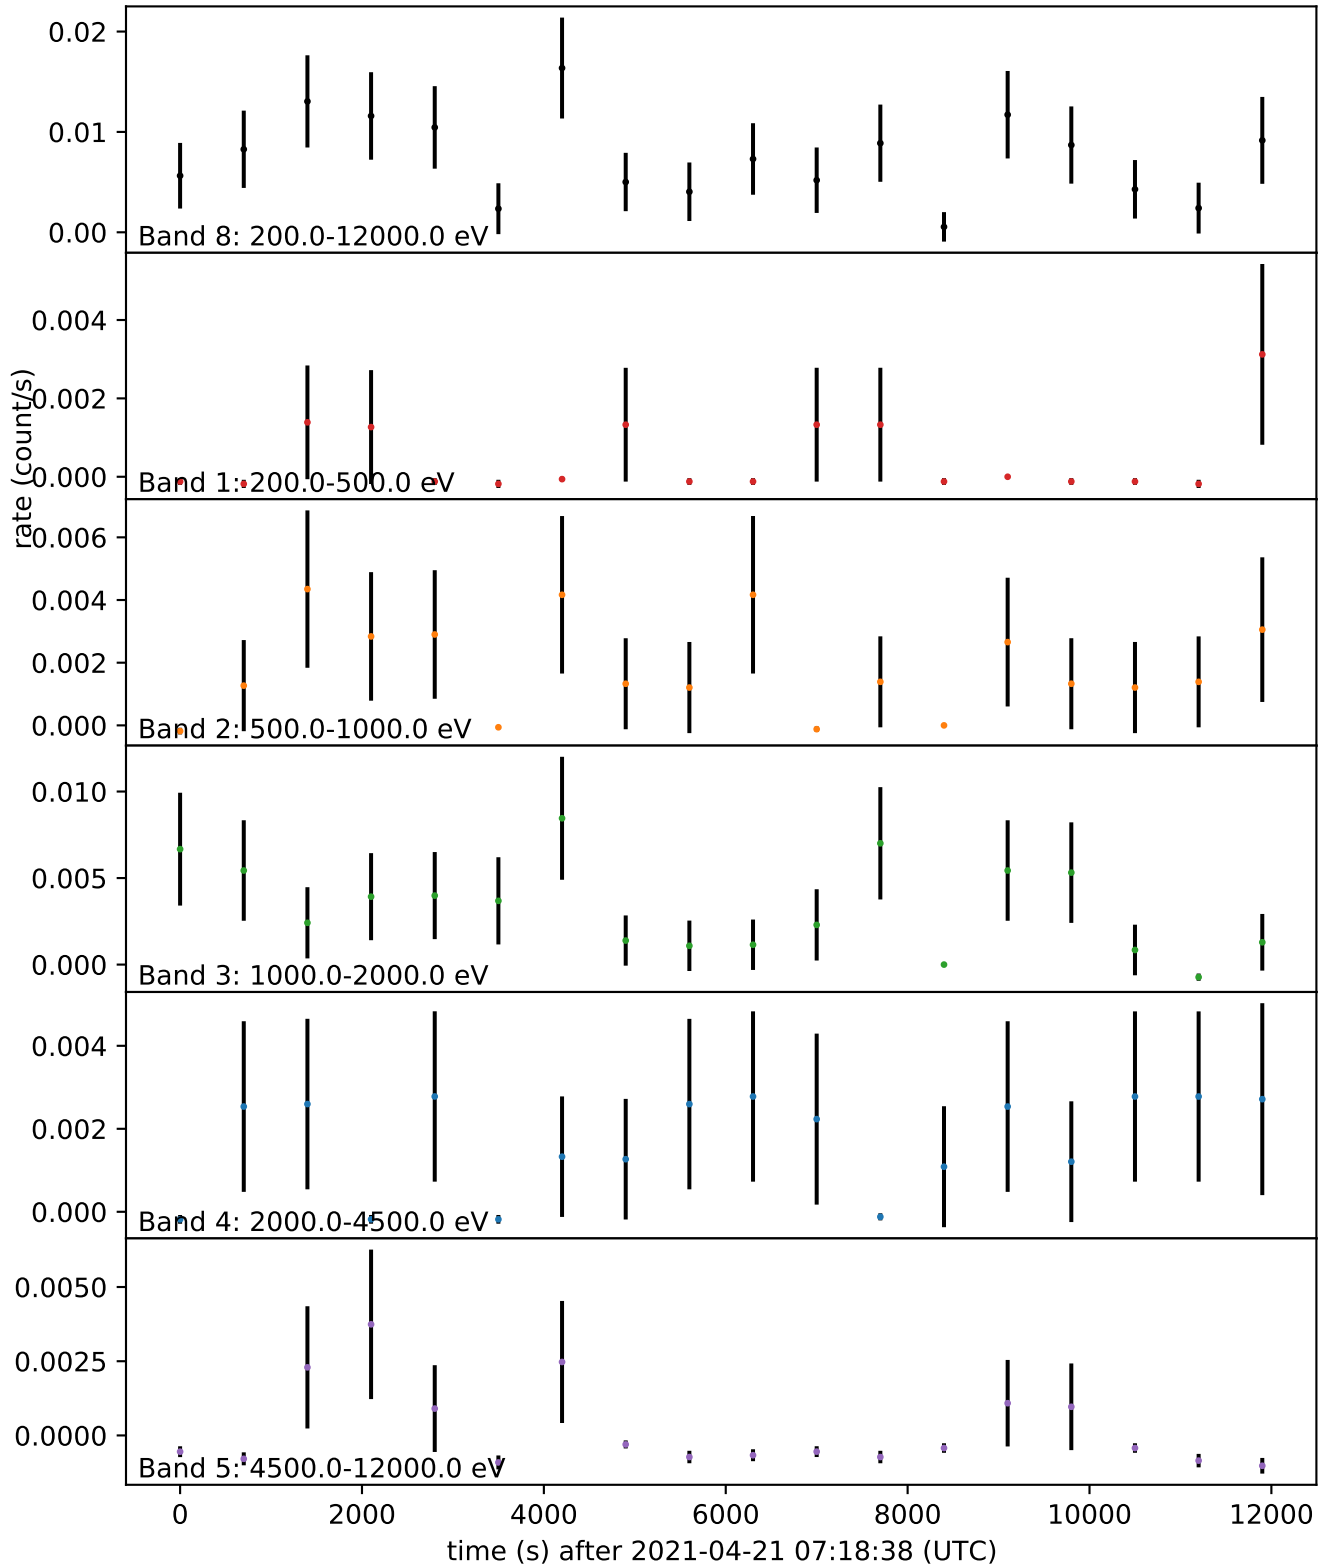 0.02
0.01
0.00
Band 8: 200.0-12000.0 eV
0.004
0.002
0.000
Band 1: 200.0-500.0 eV
rate (count/s)
0.006
0.004
0.002
0.000
Band 2: 500.0-1000.0 eV
0.010
0.005
0.000
Band 3: 1000.0-2000.0 eV
0.004
0.002
0.000
Band 4: 2000.0-4500.0 eV
0.0050
0.0025
0.0000
Band 5: 4500.0-12000.0 eV
0 2000 4000 6000 8000 10000 12000
time (s) after 2021-04-21 07:18:38 (UTC)